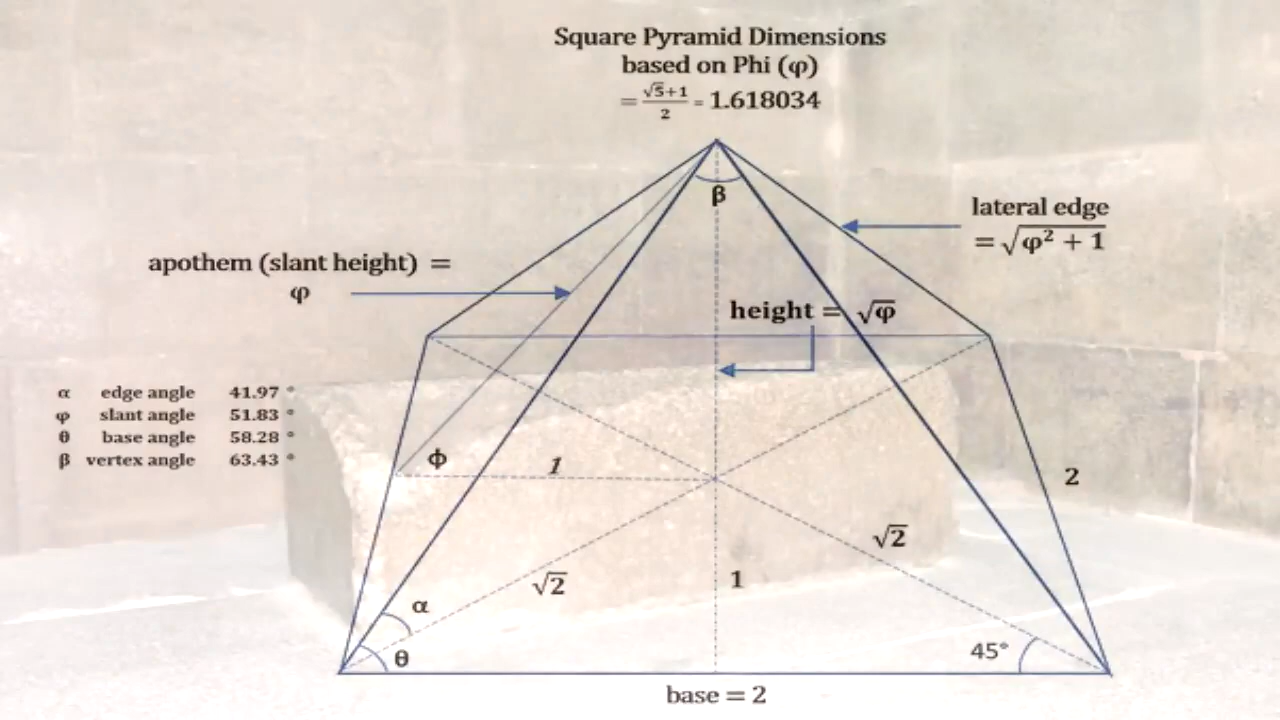 Square Pyramid Dimensions
based on Phi (φ)
= (√5+1)/2 = 1.618034
β
lateral edge
= √(φ² + 1)
apothem (slant height) =
φ
height = √φ
α edge angle 41.97 °
φ slant angle 51.83 °
θ base angle 58.28 °
β vertex angle 63.43 °
ϕ
1
2
√2
√2
1
α
θ
45°
base = 2